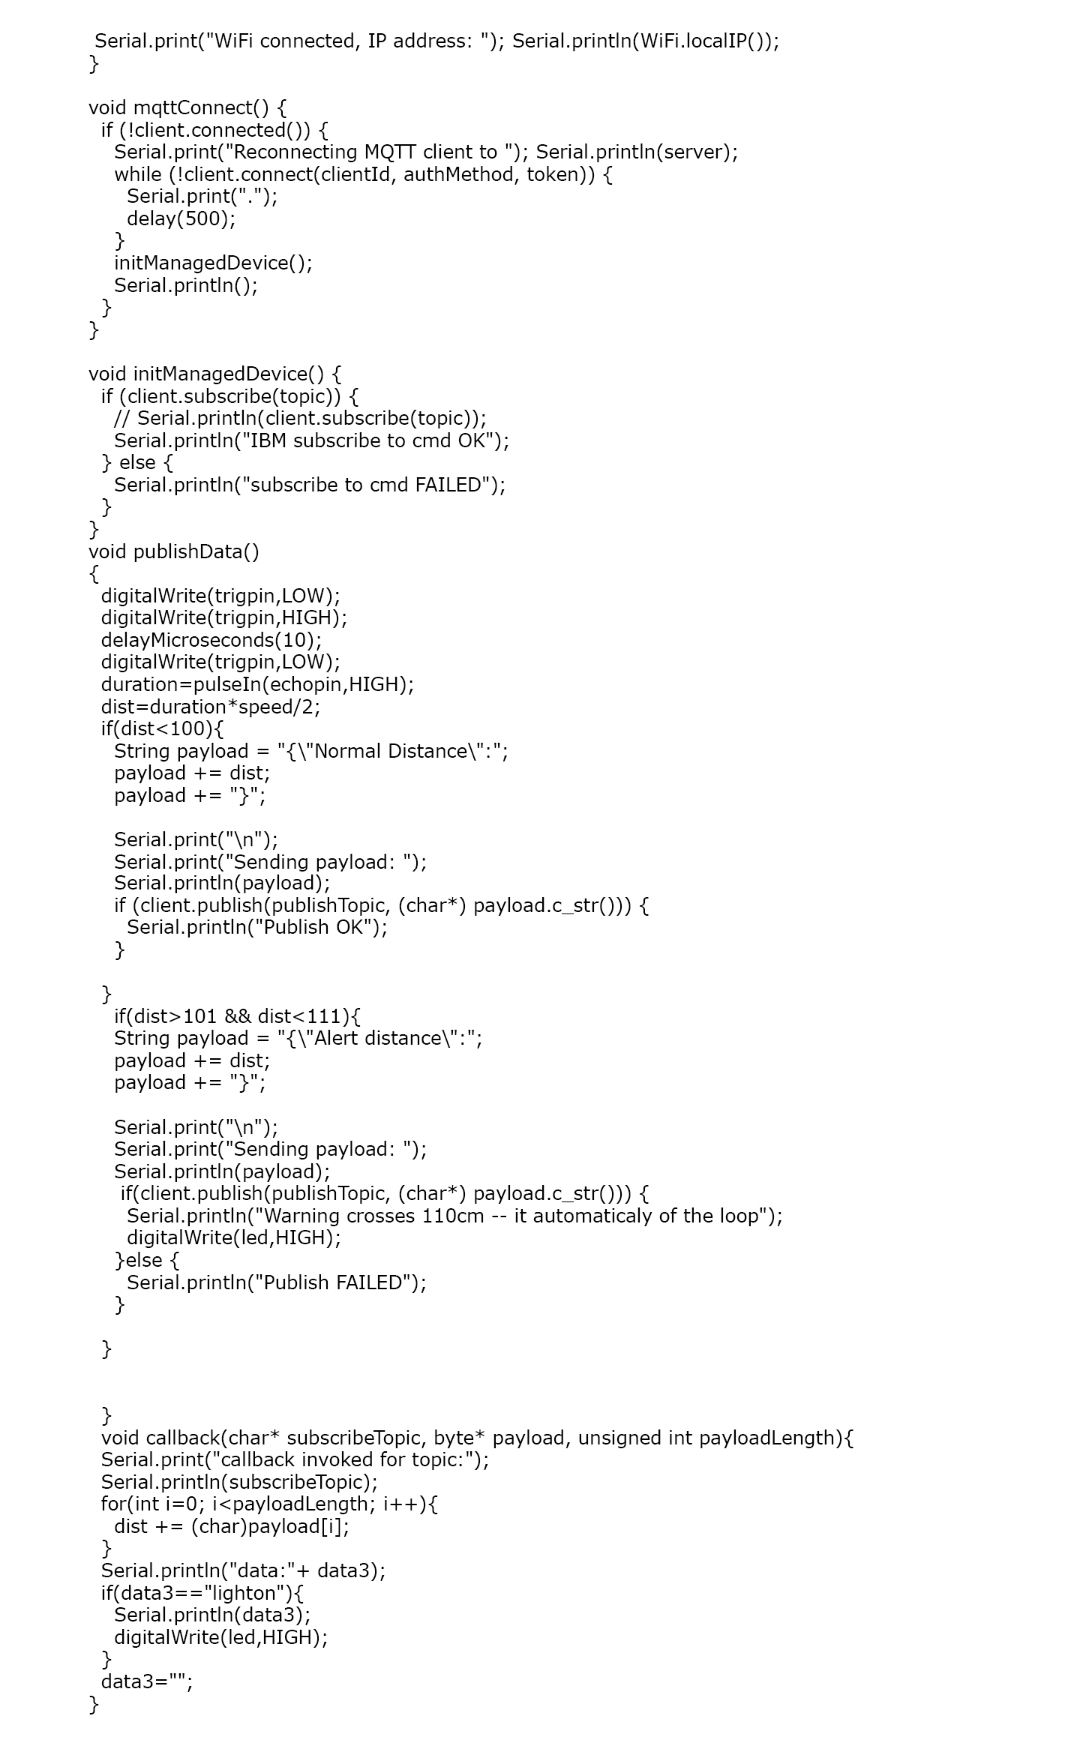 Serial.print("WiFi connected, IP address: "); Serial.println(WiFi.localIP());
}

void mqttConnect() {
  if (!client.connected()) {
    Serial.print("Reconnecting MQTT client to "); Serial.println(server);
    while (!client.connect(clientId, authMethod, token)) {
      Serial.print(".");
      delay(500);
    }
    initManagedDevice();
    Serial.println();
  }
}

void initManagedDevice() {
  if (client.subscribe(topic)) {
    // Serial.println(client.subscribe(topic));
    Serial.println("IBM subscribe to cmd OK");
  } else {
    Serial.println("subscribe to cmd FAILED");
  }
}
void publishData()
{
  digitalWrite(trigpin,LOW);
  digitalWrite(trigpin,HIGH);
  delayMicroseconds(10);
  digitalWrite(trigpin,LOW);
  duration=pulseIn(echopin,HIGH);
  dist=duration*speed/2;
  if(dist<100){
    String payload = "{\"Normal Distance\":";
    payload += dist;
    payload += "}";

    Serial.print("\n");
    Serial.print("Sending payload: ");
    Serial.println(payload);
    if (client.publish(publishTopic, (char*) payload.c_str())) {
      Serial.println("Publish OK");
    }

  }
    if(dist>101 && dist<111){
    String payload = "{\"Alert distance\":";
    payload += dist;
    payload += "}";

    Serial.print("\n");
    Serial.print("Sending payload: ");
    Serial.println(payload);
     if(client.publish(publishTopic, (char*) payload.c_str())) {
      Serial.println("Warning crosses 110cm -- it automaticaly of the loop");
      digitalWrite(led,HIGH);
    }else {
      Serial.println("Publish FAILED");
    }

  }


  }
  void callback(char* subscribeTopic, byte* payload, unsigned int payloadLength){
  Serial.print("callback invoked for topic:");
  Serial.println(subscribeTopic);
  for(int i=0; i<payloadLength; i++){
    dist += (char)payload[i];
  }
  Serial.println("data:"+ data3);
  if(data3=="lighton"){
    Serial.println(data3);
    digitalWrite(led,HIGH);
  }
  data3="";
}